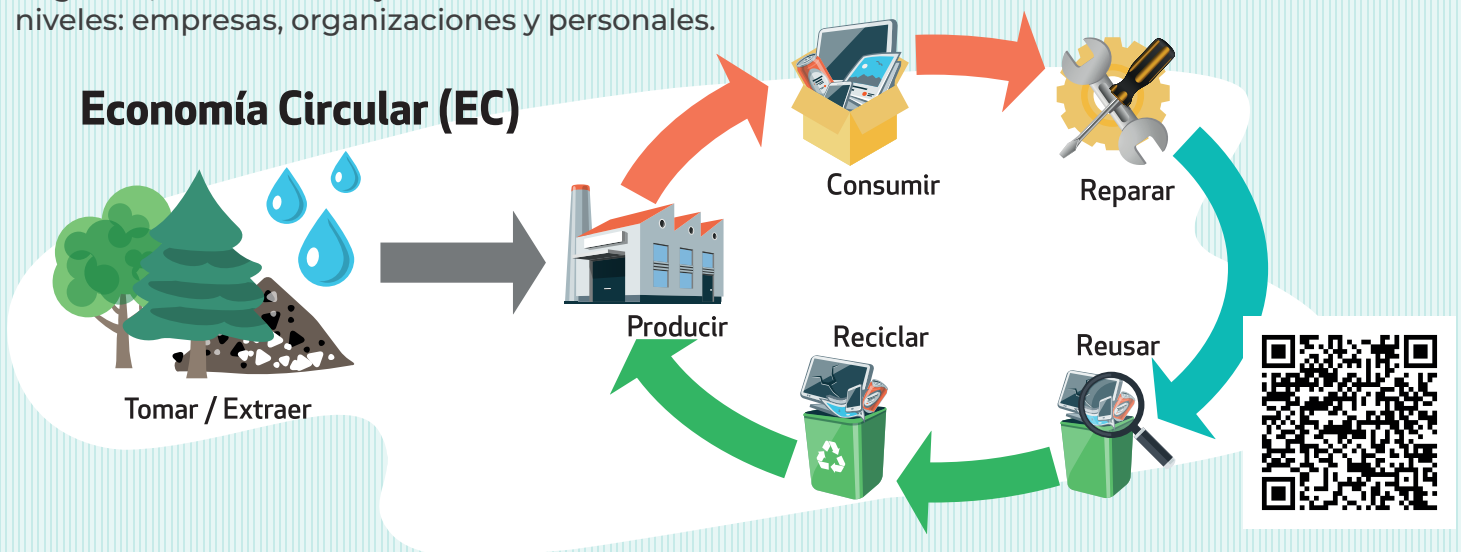 niveles: empresas, organizaciones y personales.
Economía Circular (EC)
Consumir
Reparar
Producir
Reciclar
Reusar
Tomar / Extraer